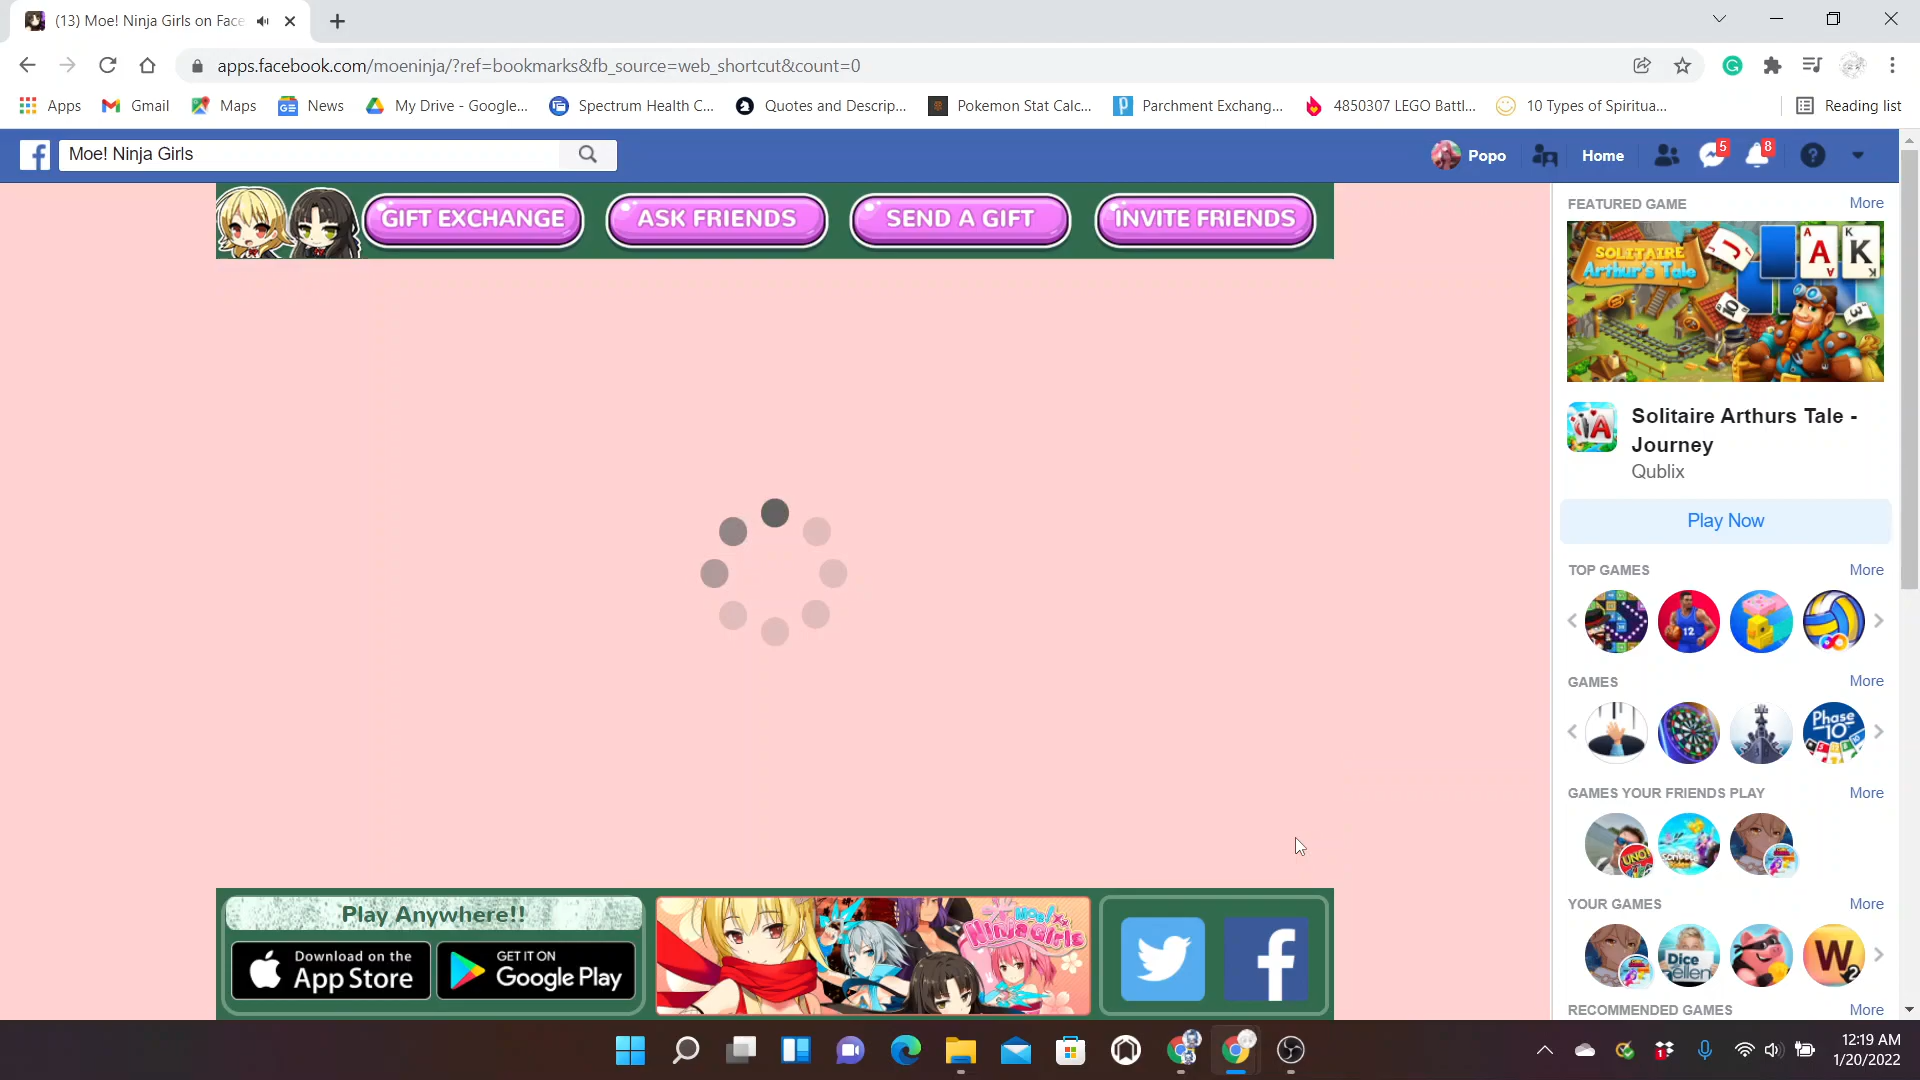 (13) Moe! Ninja Girls on Face
apps.facebook.com/moeninja/?ref=bookmarks&fb_source=web_shortcut&count=0
Apps
Gmail
Maps
News
My Drive - Google...
Spectrum Health C...
Quotes and Descrip...
Pokemon Stat Calc...
Parchment Exchang...
4850307 LEGO Battl...
10 Types of Spiritua...
Reading list
Moe! Ninja Girls
Popo
Home
5
8
GIFT EXCHANGE
ASK FRIENDS
SEND A GIFT
INVITE FRIENDS
FEATURED GAME
More
SOLITAIRE
Arthur's Tale
J
A
K
10
3
Solitaire Arthurs Tale -
Journey
Qublix
Play Now
TOP GAMES
More
12
GAMES
More
Phase
10
GAMES YOUR FRIENDS PLAY
More
UNO
YOUR GAMES
More
Dice
ellen
W
2
RECOMMENDED GAMES
More
Play Anywhere!!
Download on the
App Store
GET IT ON
Google Play
Moe!
Ninja Girls
12:19 AM
1/20/2022